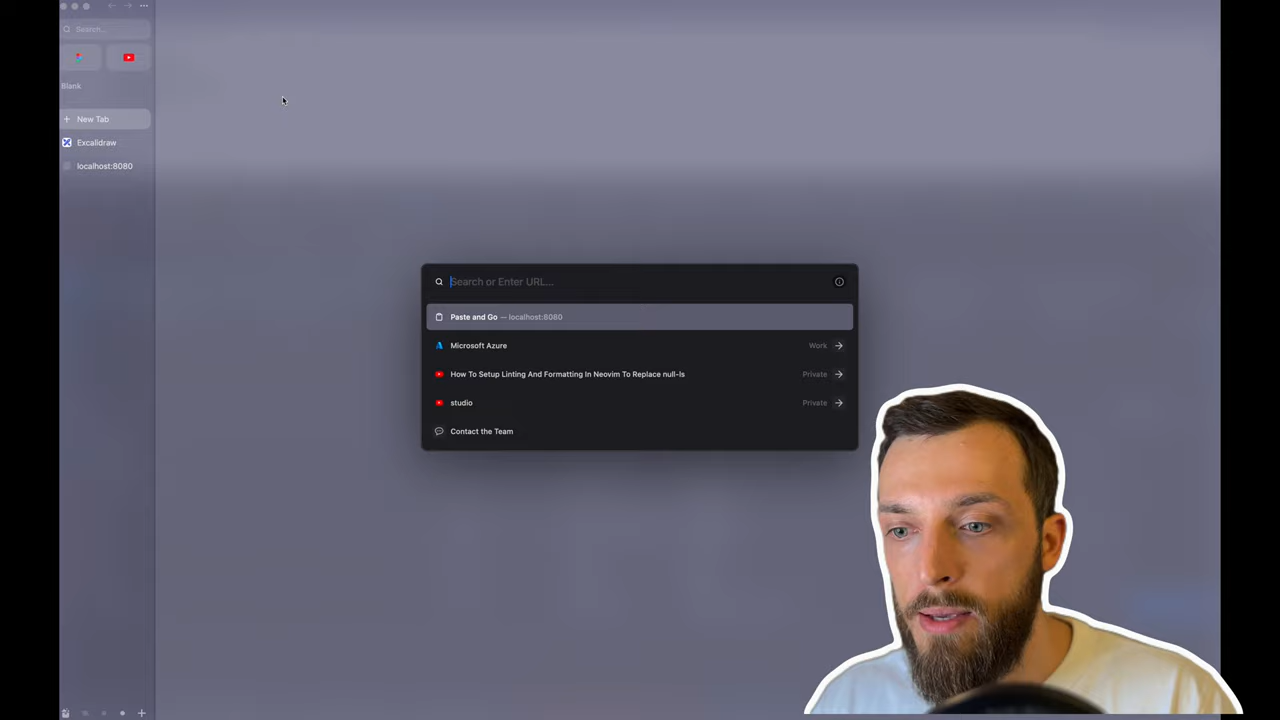 Search...
Blank
New Tab
Excalidraw
localhost:8080
Search or Enter URL...
Paste and Go — localhost:8080
Microsoft Azure Work
How To Setup Linting And Formatting In Neovim To Replace null-ls Private
studio Private
Contact the Team